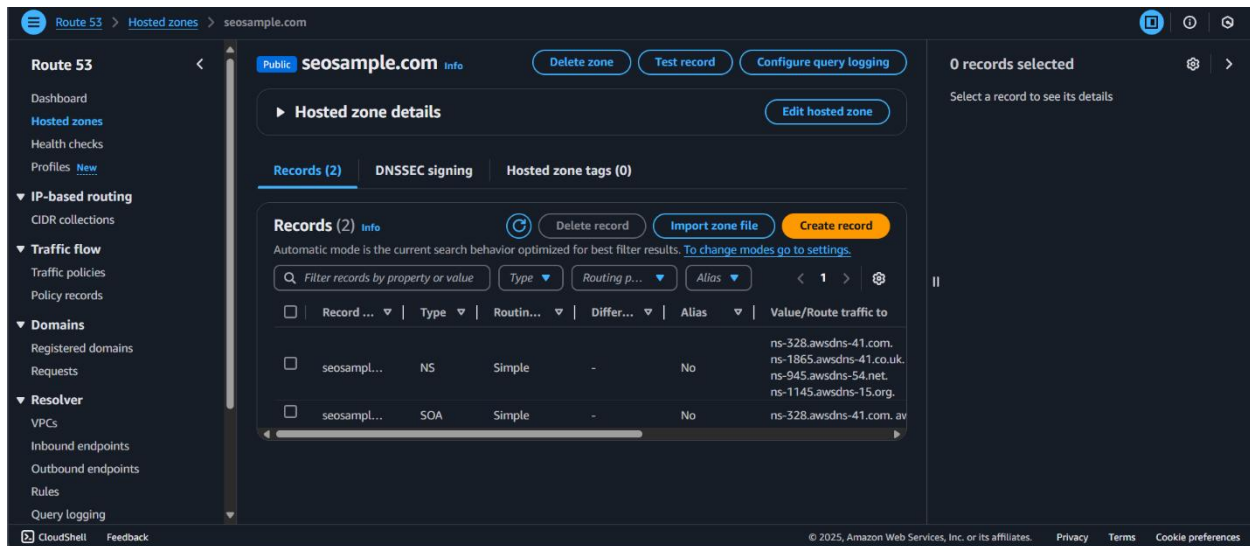 Route 53 > Hosted zones > seosample.com
Route 53
Dashboard
Hosted zones
Health checks
Profiles New
IP-based routing
CIDR collections
Traffic flow
Traffic policies
Policy records
Domains
Registered domains
Requests
Resolver
VPCs
Inbound endpoints
Outbound endpoints
Rules
Query logging
Public seosample.com Info
Delete zone
Test record
Configure query logging
Hosted zone details
Edit hosted zone
Records (2)
DNSSEC signing
Hosted zone tags (0)
Records (2) Info
Delete record
Import zone file
Create record
Automatic mode is the current search behavior optimized for best filter results. To change modes go to settings.
Filter records by property or value
Type
Routing p...
Alias
1
Record ... | Type | Routin... | Differ... | Alias | Value/Route traffic to
seosampl... NS Simple - No
ns-328.awsdns-41.com.
ns-1865.awsdns-41.co.uk.
ns-945.awsdns-54.net.
ns-1145.awsdns-15.org.
seosampl... SOA Simple - No ns-328.awsdns-41.com. aw
0 records selected
Select a record to see its details
CloudShell Feedback
© 2025, Amazon Web Services, Inc. or its affiliates. Privacy Terms Cookie preferences